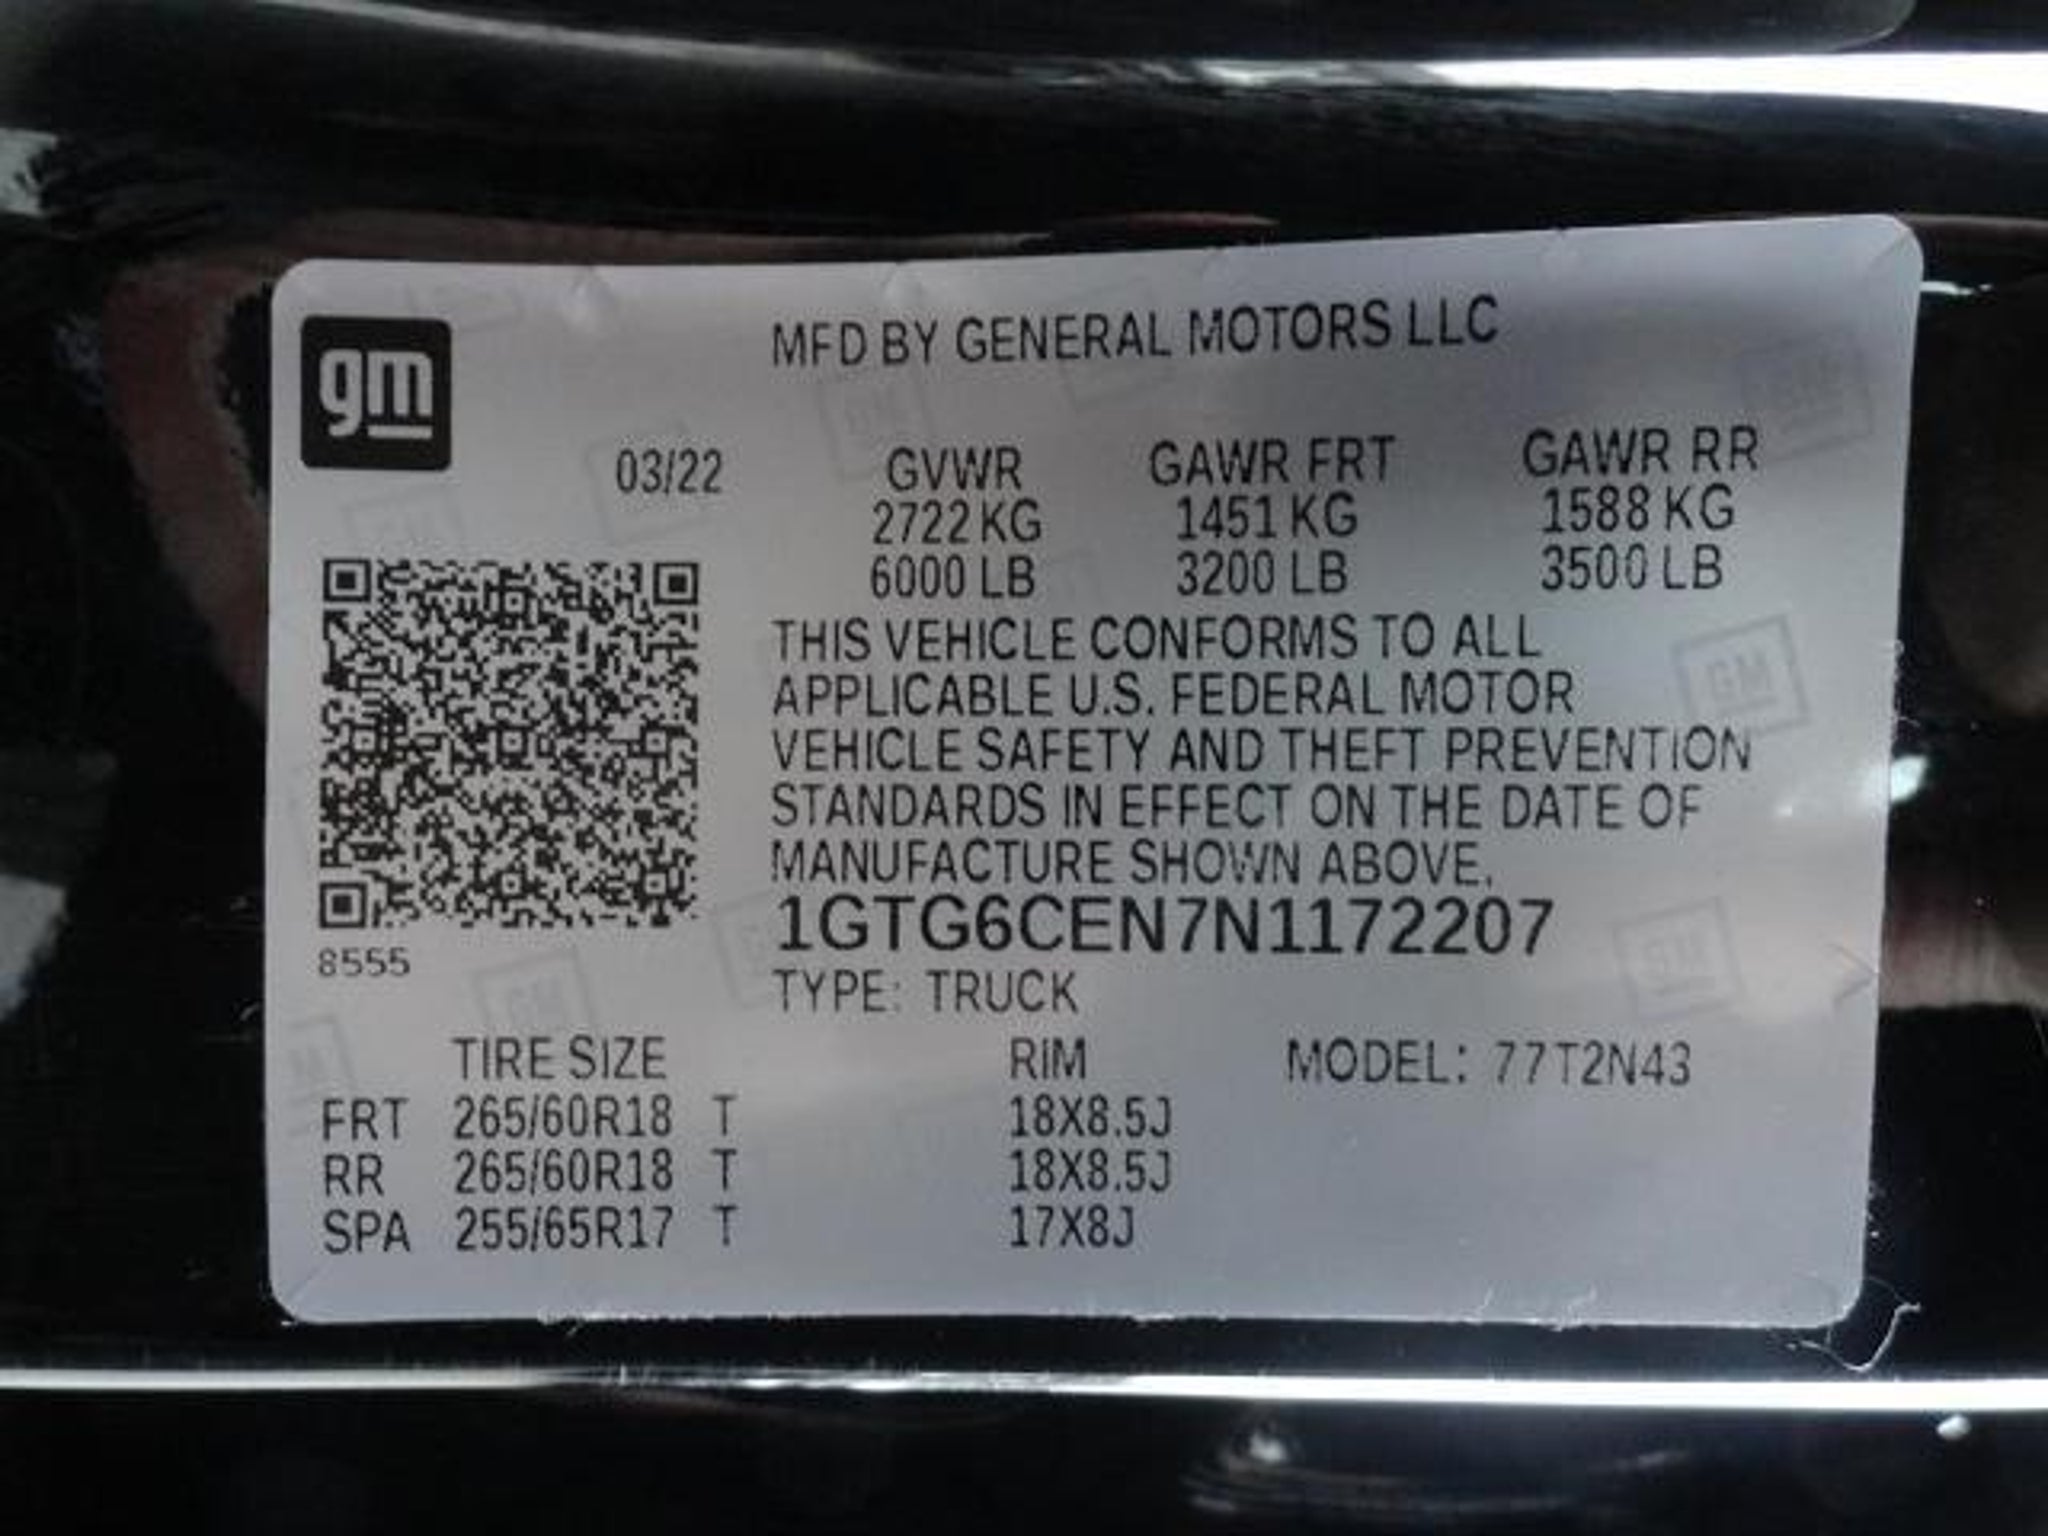 gm
MFD BY GENERAL MOTORS LLC
03/22 GVWR GAWR FRT GAWR RR
2722 KG 1451 KG 1588 KG
6000 LB 3200 LB 3500 LB
THIS VEHICLE CONFORMS TO ALL
APPLICABLE U.S. FEDERAL MOTOR
VEHICLE SAFETY AND THEFT PREVENTION
STANDARDS IN EFFECT ON THE DATE OF
MANUFACTURE SHOWN ABOVE.
1GTG6CEN7N1172207
8555
TYPE: TRUCK
TIRE SIZE RIM MODEL: 77T2N43
FRT 265/60R18 T 18X8.5J
RR 265/60R18 T 18X8.5J
SPA 255/65R17 T 17X8J